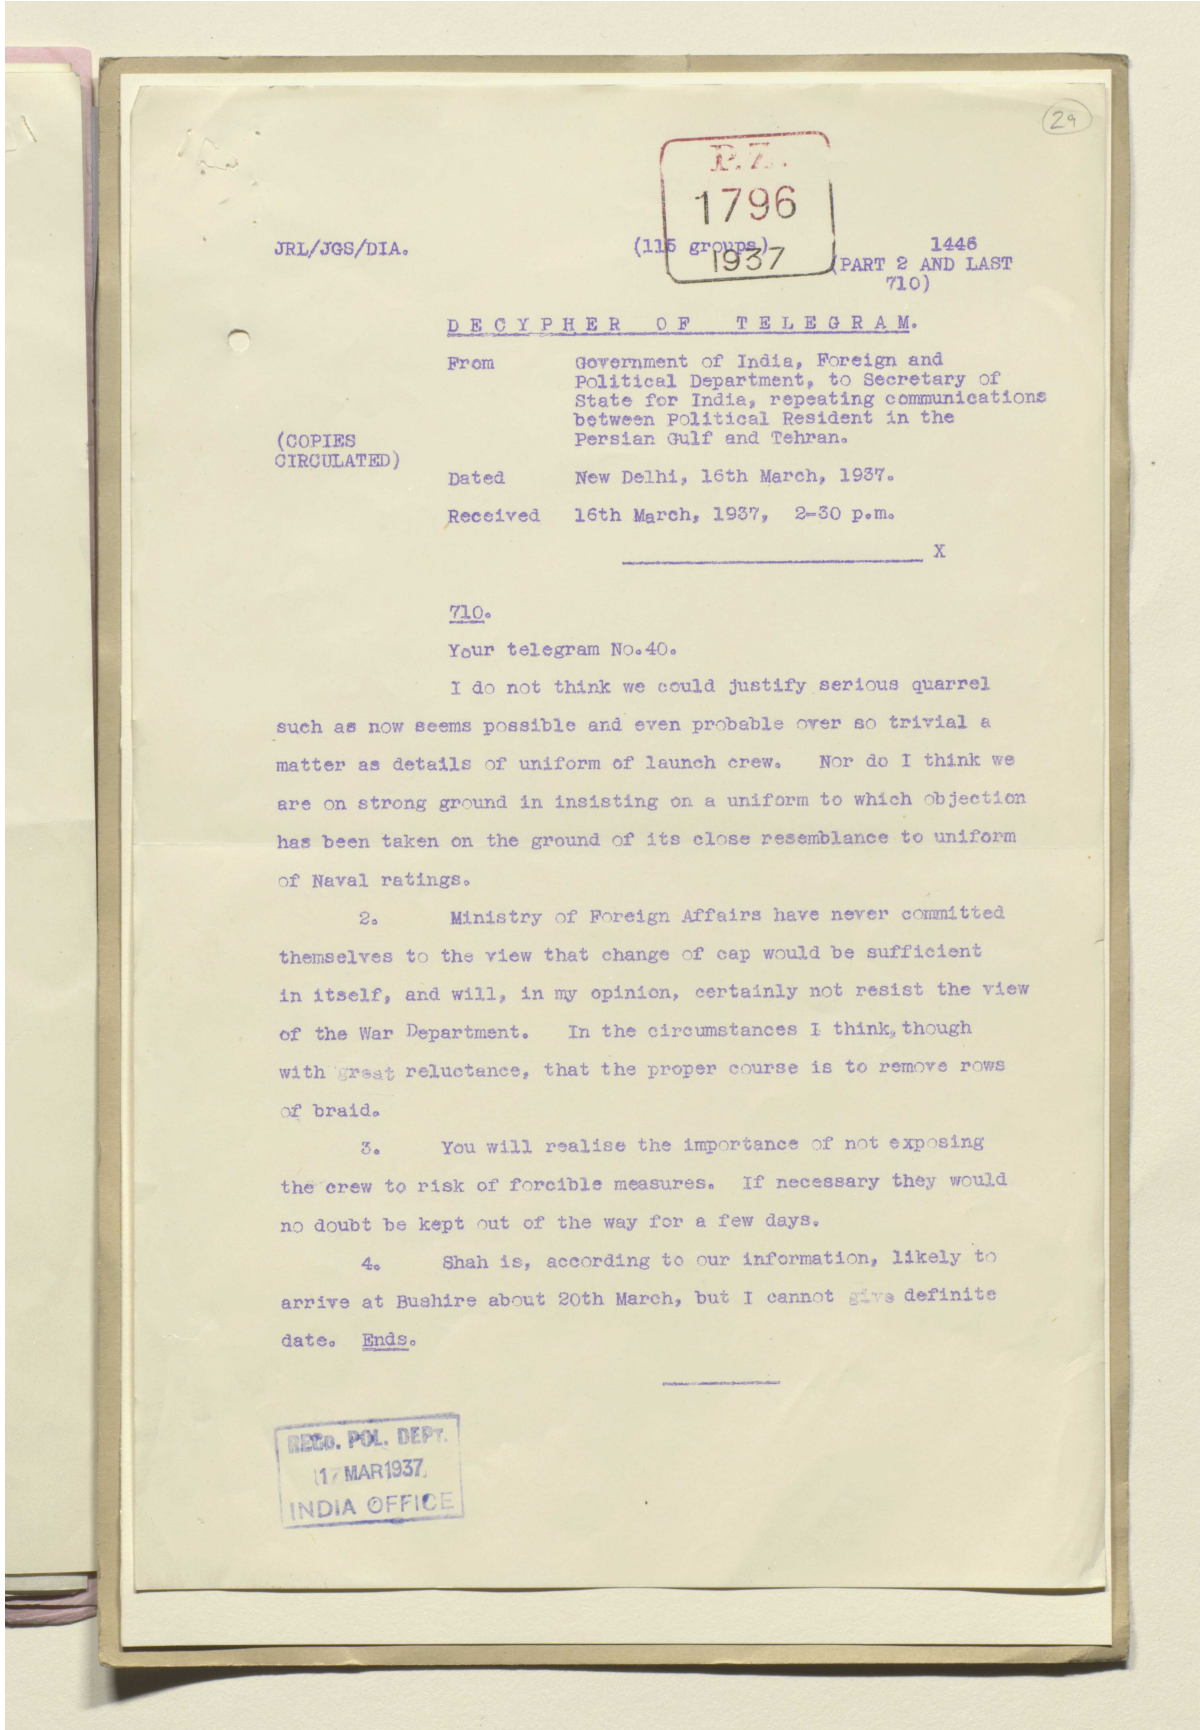 29
P.Z.
1796
1937
JRL/JGS/DIA.
(115 groups)
1446
(PART 2 AND LAST
710)
DECYPHER OF TELEGRAM.
From Government of India, Foreign and
Political Department, to Secretary of
State for India, repeating communications
between Political Resident in the
Persian Gulf and Tehran.
(COPIES
CIRCULATED)
Dated New Delhi, 16th March, 1937.
Received 16th March, 1937, 2-30 p.m.
X
710.
Your telegram No.40.
I do not think we could justify serious quarrel
such as now seems possible and even probable over so trivial a
matter as details of uniform of launch crew. Nor do I think we
are on strong ground in insisting on a uniform to which objection
has been taken on the ground of its close resemblance to uniform
of Naval ratings.
2. Ministry of Foreign Affairs have never committed
themselves to the view that change of cap would be sufficient
in itself, and will, in my opinion, certainly not resist the view
of the War Department. In the circumstances I think, though
with great reluctance, that the proper course is to remove rows
of braid.
3. You will realise the importance of not exposing
the crew to risk of forcible measures. If necessary they would
no doubt be kept out of the way for a few days.
4. Shah is, according to our information, likely to
arrive at Bushire about 20th March, but I cannot give definite
date. Ends.
RECD. POL. DEPT.
17 MAR 1937
INDIA OFFICE